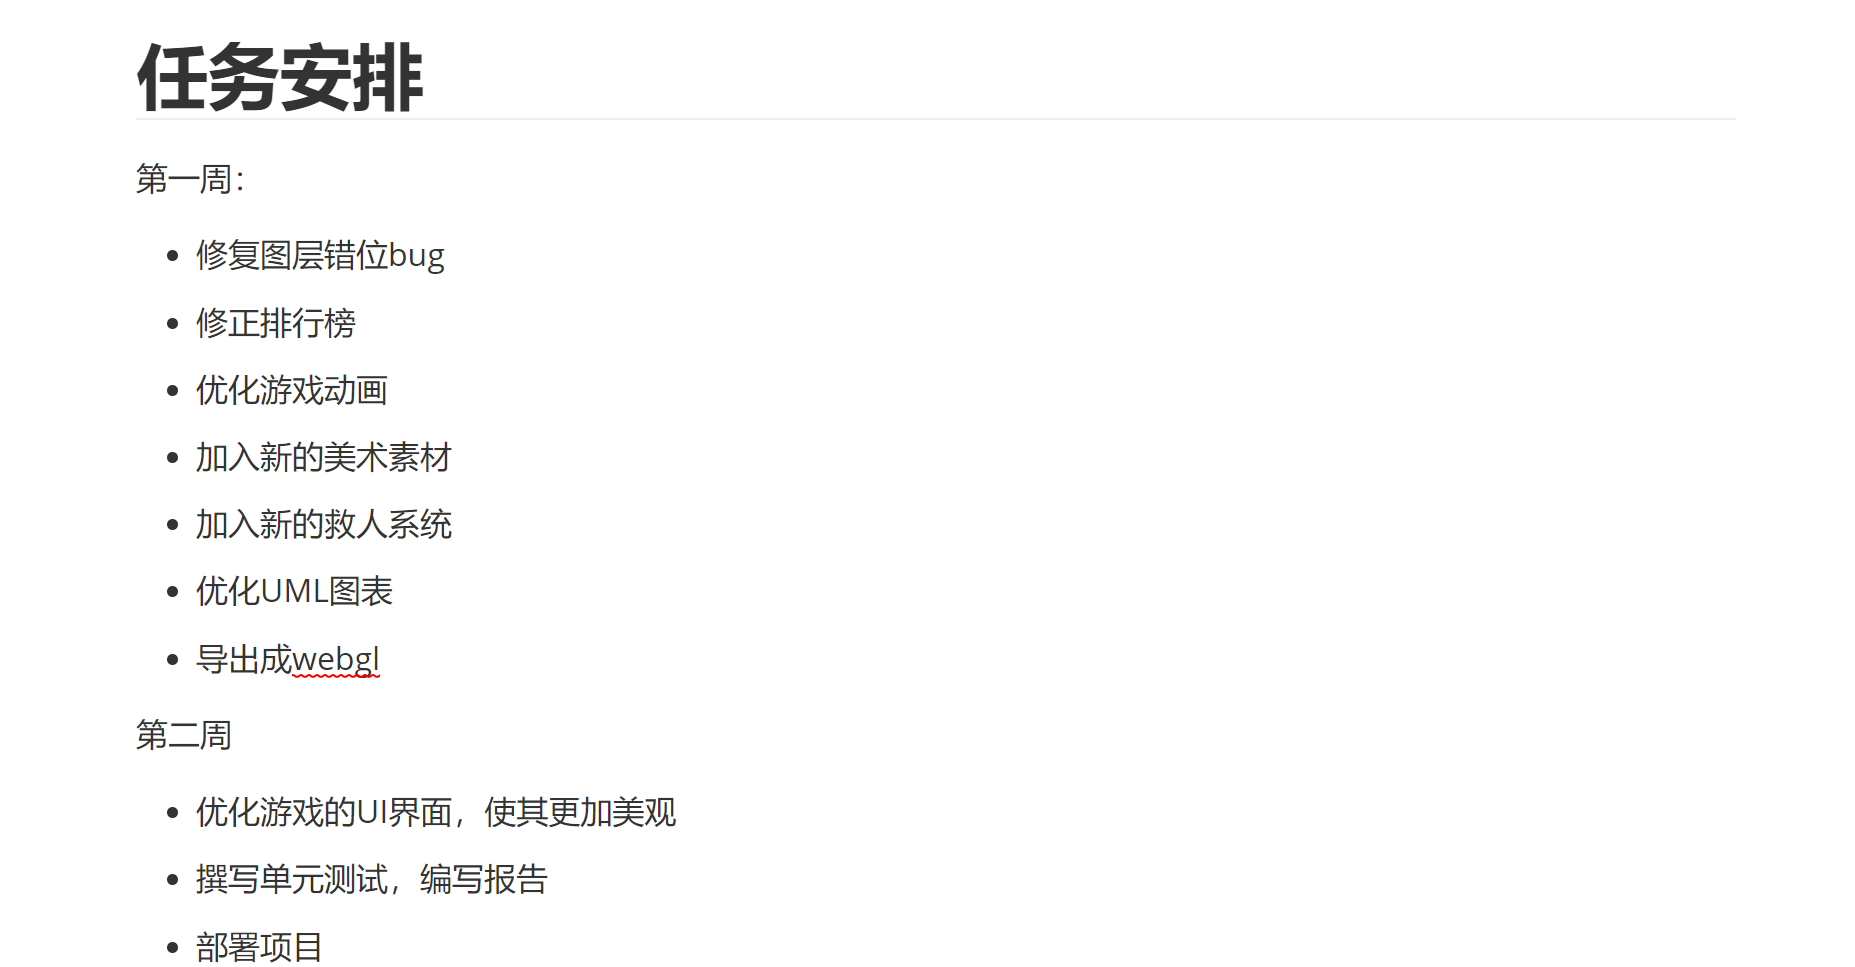 任务安排
第一周：
修复图层错位bug
修正排行榜
优化游戏动画
加入新的美术素材
加入新的救人系统
优化UML图表
导出成webgl
第二周
优化游戏的UI界面，使其更加美观
撰写单元测试，编写报告
部署项目